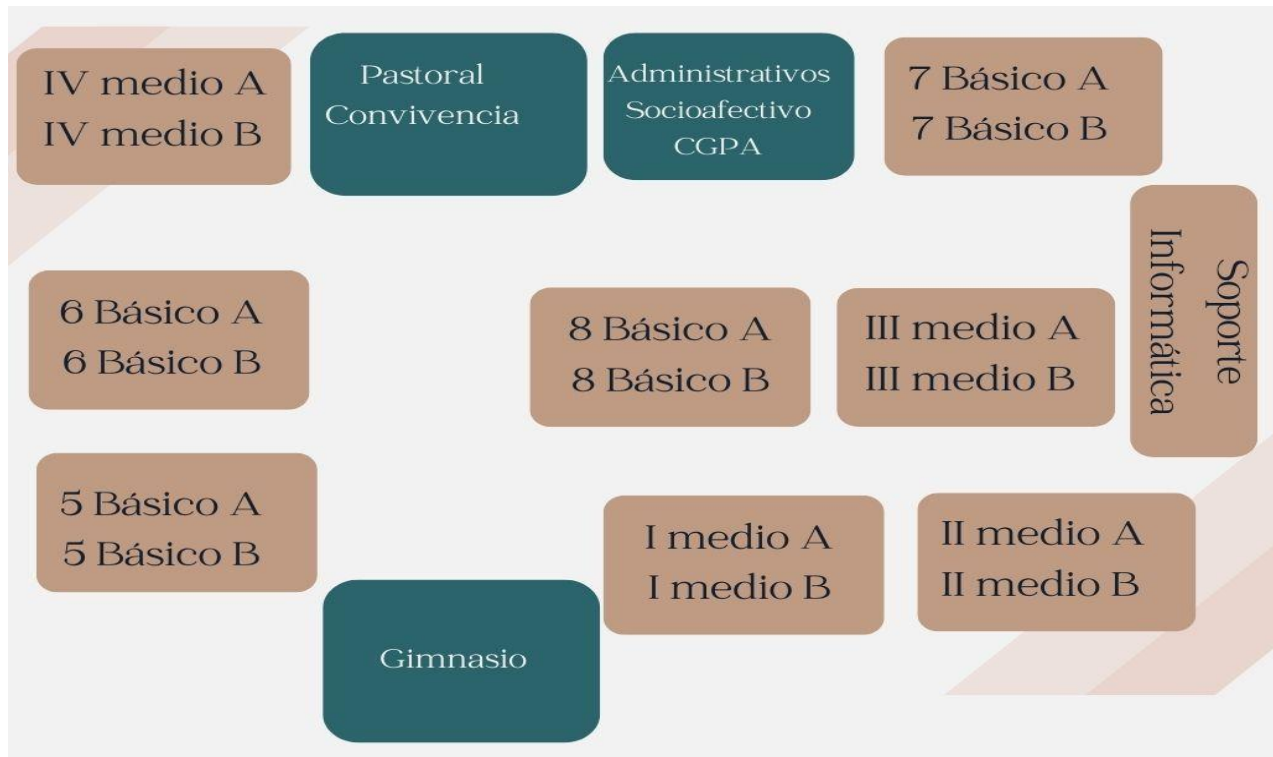 IV medio A
IV medio B
Pastoral
Convivencia
Administrativos
Socioafectivo
CGPA
7 Básico A
7 Básico B
Soporte
Informática
6 Básico A
6 Básico B
8 Básico A
8 Básico B
III medio A
III medio B
5 Básico A
5 Básico B
I medio A
I medio B
II medio A
II medio B
Gimnasio